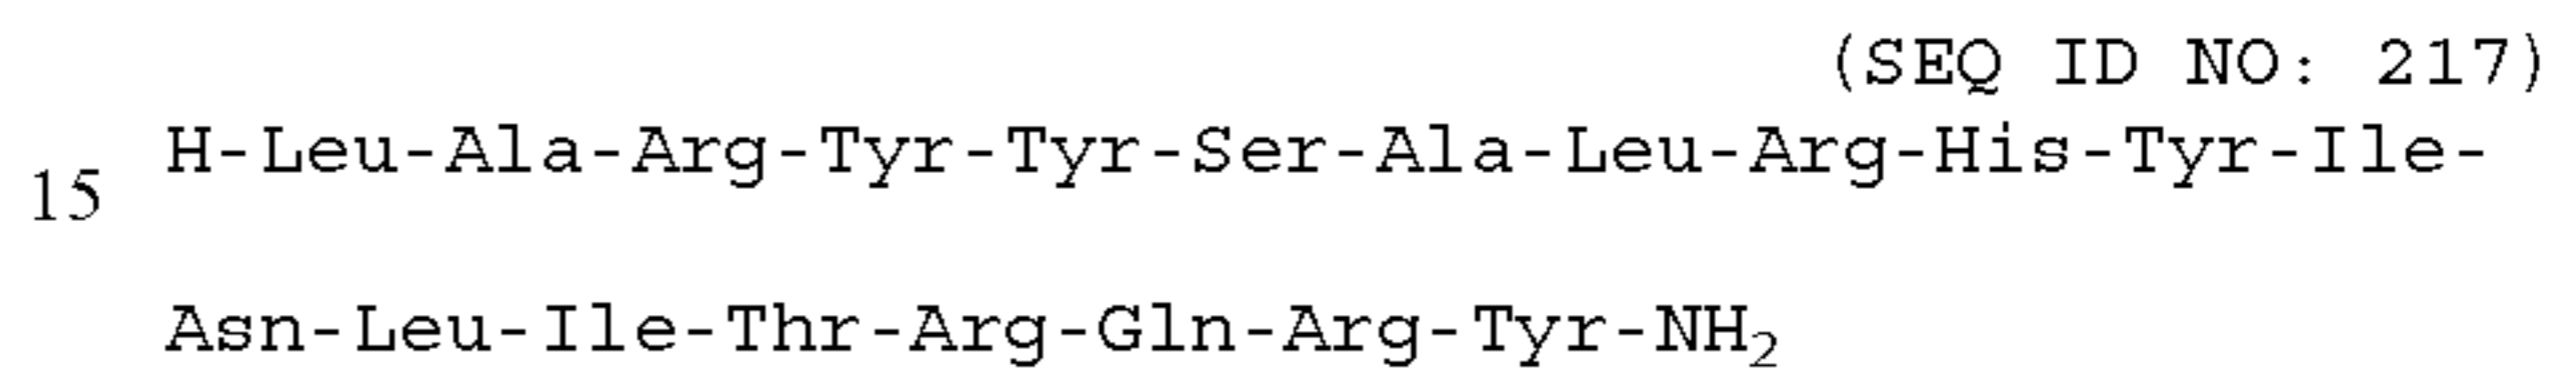 (SEQ ID NO: 217)
H-Leu-Ala-Arg-Tyr-Tyr-Ser-Ala-Leu-Arg-His-Tyr-Ile-
15
Asn-Leu-Ile-Thr-Arg-Gln-Arg-Tyr-NH₂